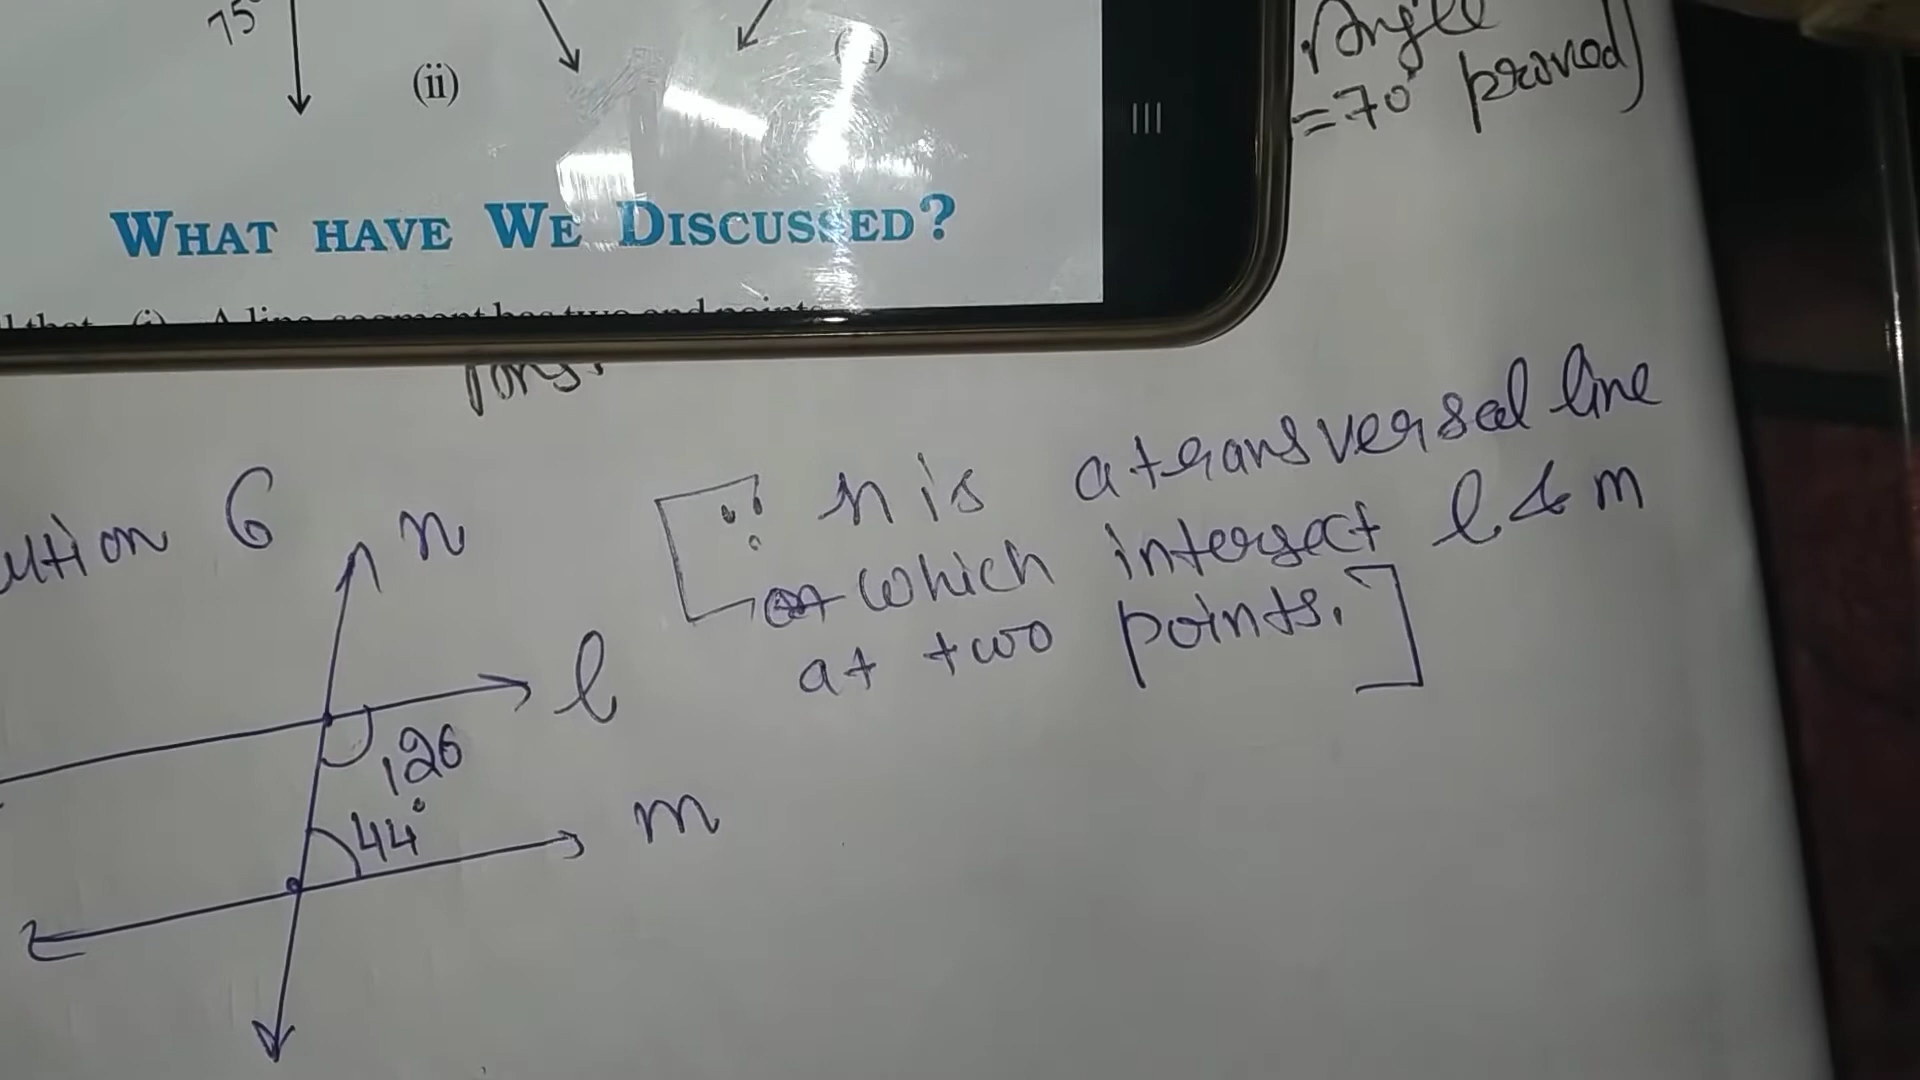 75°
(ii)
WHAT HAVE WE DISCUSSED?
Angle
=70° proved
ution 6
n
∵ n is a transversal line
which intersect l & m
at two points.
l
126
44°
m